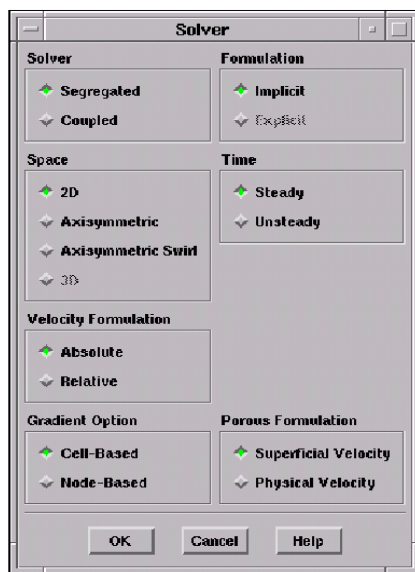 Solver
Solver
Segregated
Coupled
Formulation
Implicit
Explicit
Space
2D
Axisymmetric
Axisymmetric Swirl
3D
Time
Steady
Unsteady
Velocity Formulation
Absolute
Relative
Gradient Option
Cell-Based
Node-Based
Porous Formulation
Superficial Velocity
Physical Velocity
OK
Cancel
Help